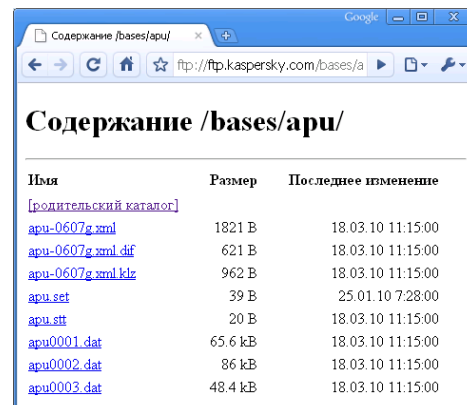 Google
Содержание /bases/apu/
ftp://ftp.kaspersky.com/bases/a
Содержание /bases/apu/
Имя Размер Последнее изменение
[родительский каталог]
apu-0607g.xml 1821 B 18.03.10 11:15:00
apu-0607g.xml.dif 621 B 18.03.10 11:15:00
apu-0607g.xml.klz 962 B 18.03.10 11:15:00
apu.set 39 B 25.01.10 7:28:00
apu.stt 20 B 18.03.10 11:15:00
apu0001.dat 65.6 kB 18.03.10 11:15:00
apu0002.dat 86 kB 18.03.10 11:15:00
apu0003.dat 48.4 kB 18.03.10 11:15:00